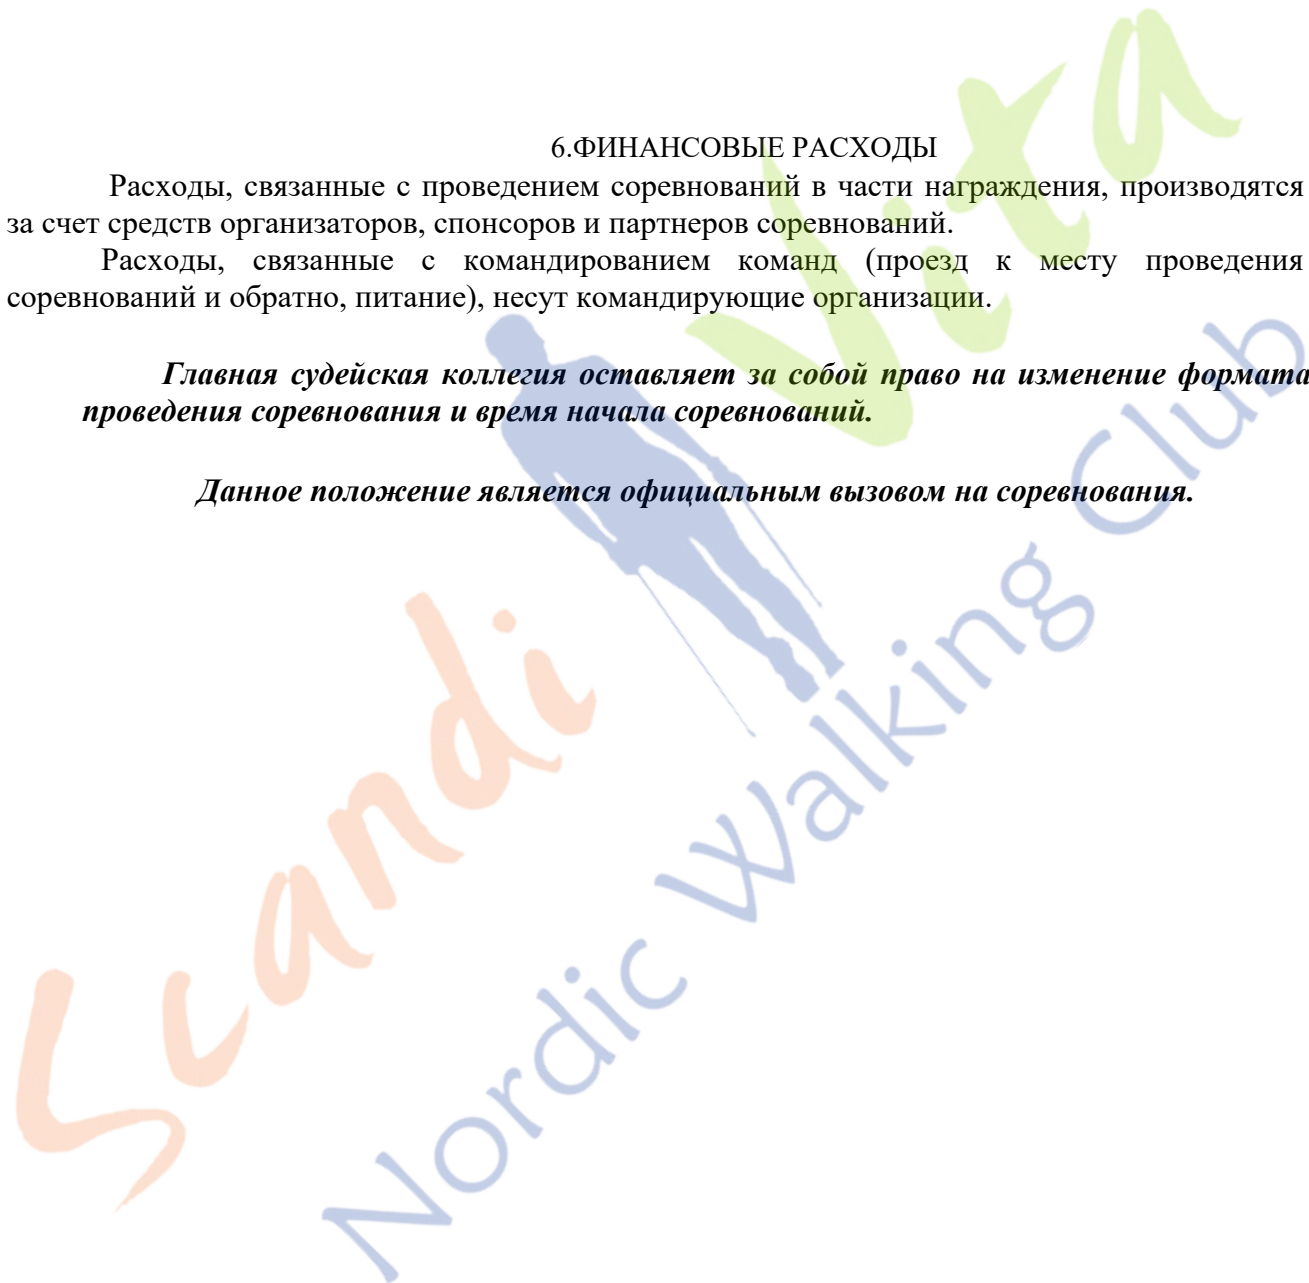 6.ФИНАНСОВЫЕ РАСХОДЫ
Расходы, связанные с проведением соревнований в части награждения, производятся
за счет средств организаторов, спонсоров и партнеров соревнований.
Расходы, связанные с командированием команд (проезд к месту проведения
соревнований и обратно, питание), несут командирующие организации.
Главная судейская коллегия оставляет за собой право на изменение формата
проведения соревнования и время начала соревнований.
Данное положение является официальным вызовом на соревнования.
Scandi Vita
Nordic Walking Club